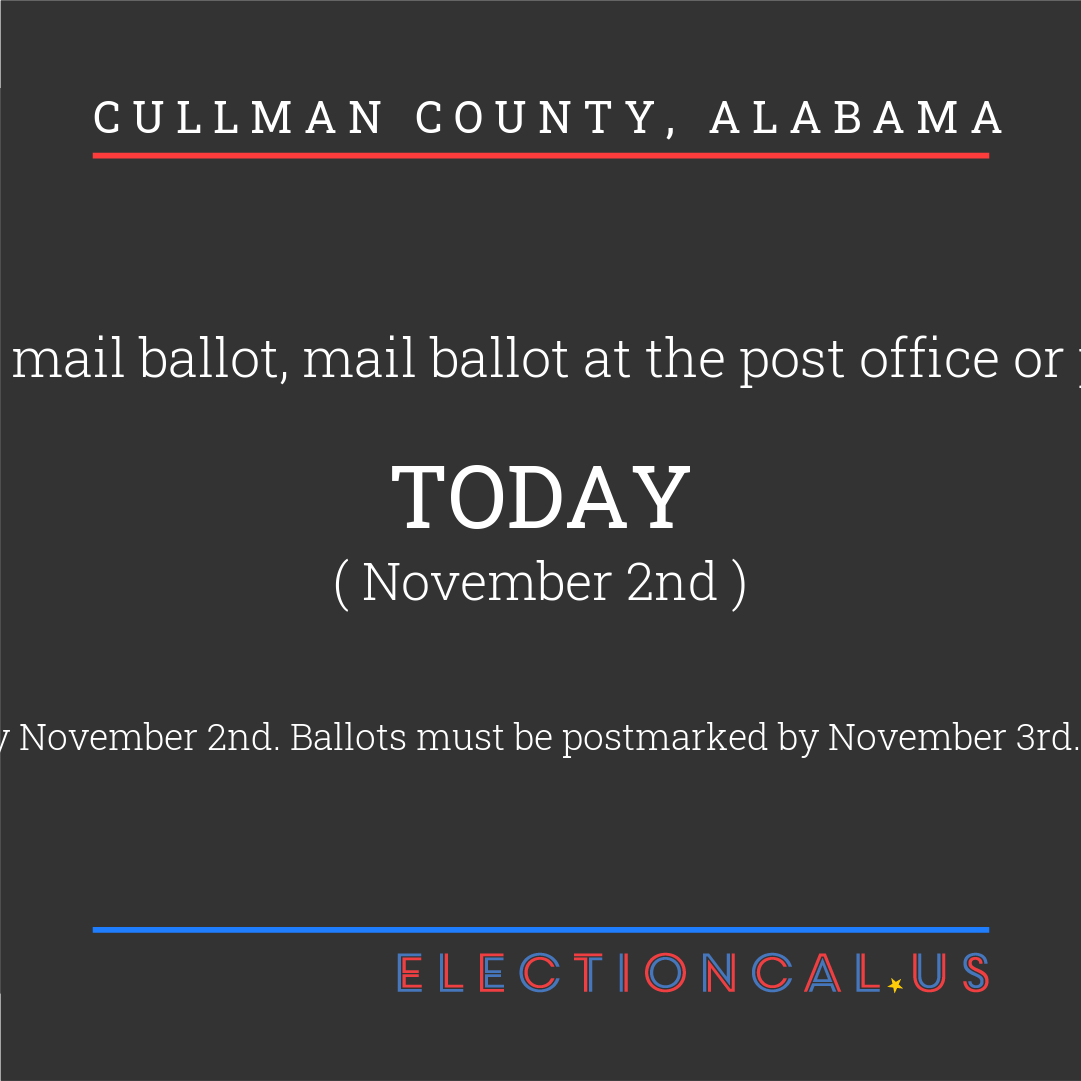 CULLMAN COUNTY, ALABAMA
mail ballot, mail ballot at the post office or
TODAY
( November 2nd )
November 2nd. Ballots must be postmarked by November 3rd.
ELECTIONCAL.US